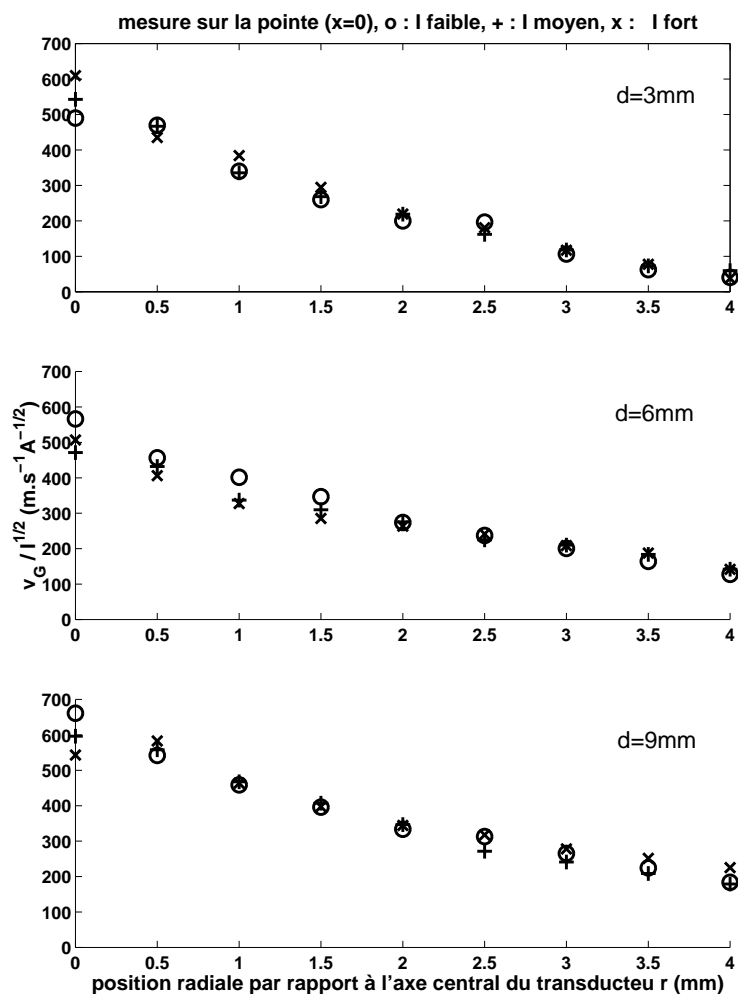 mesure sur la pointe (x=0), o : I faible, + : I moyen, x : I fort
700
600
500
400
300
200
100
0
d=3mm
0 0.5 1 1.5 2 2.5 3 3.5 4
v_G / I^{1/2} (m.s^{-1}A^{-1/2})
700
600
500
400
300
200
100
0
d=6mm
0 0.5 1 1.5 2 2.5 3 3.5 4
700
600
500
400
300
200
100
0
d=9mm
0 0.5 1 1.5 2 2.5 3 3.5 4
position radiale par rapport à l'axe central du transducteur r (mm)